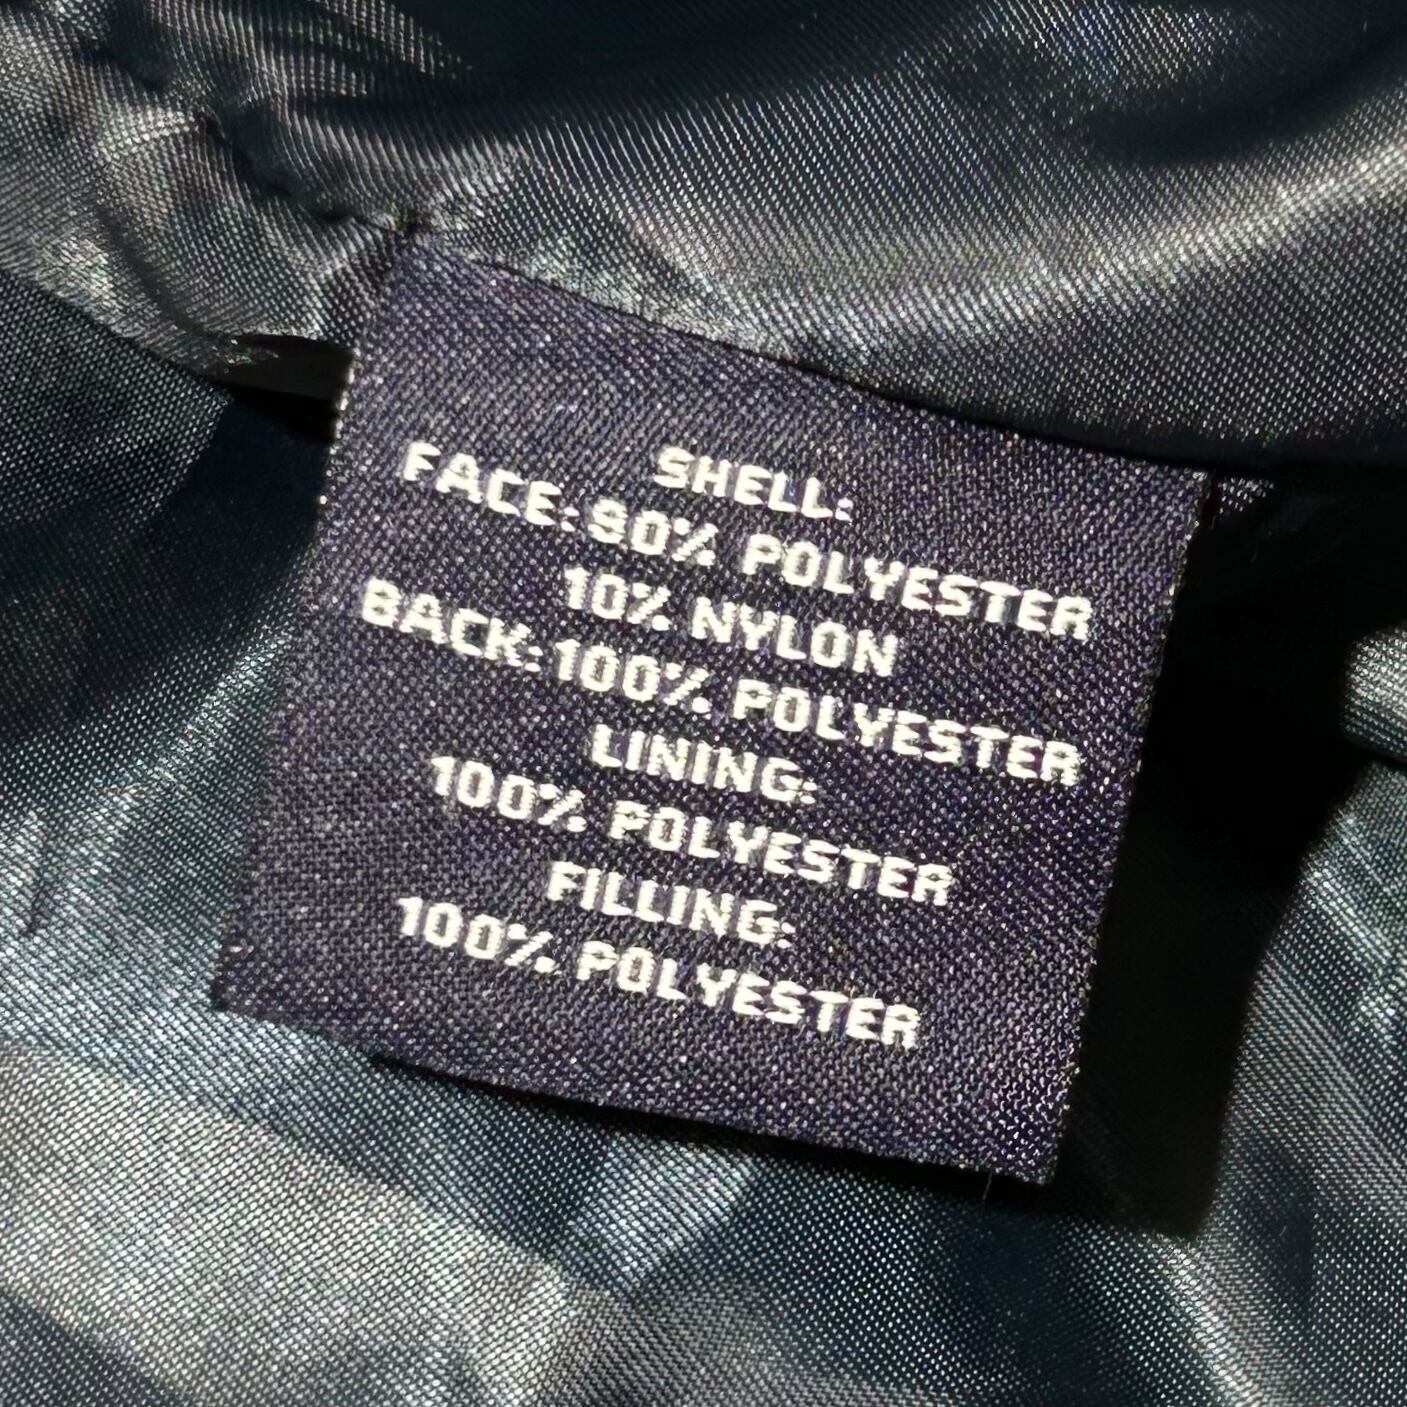 SHELL:
FACE:90% POLYESTER
10% NYLON
BACK:100% POLYESTER
LINING:
100% POLYESTER
FILLING:
100% POLYESTER